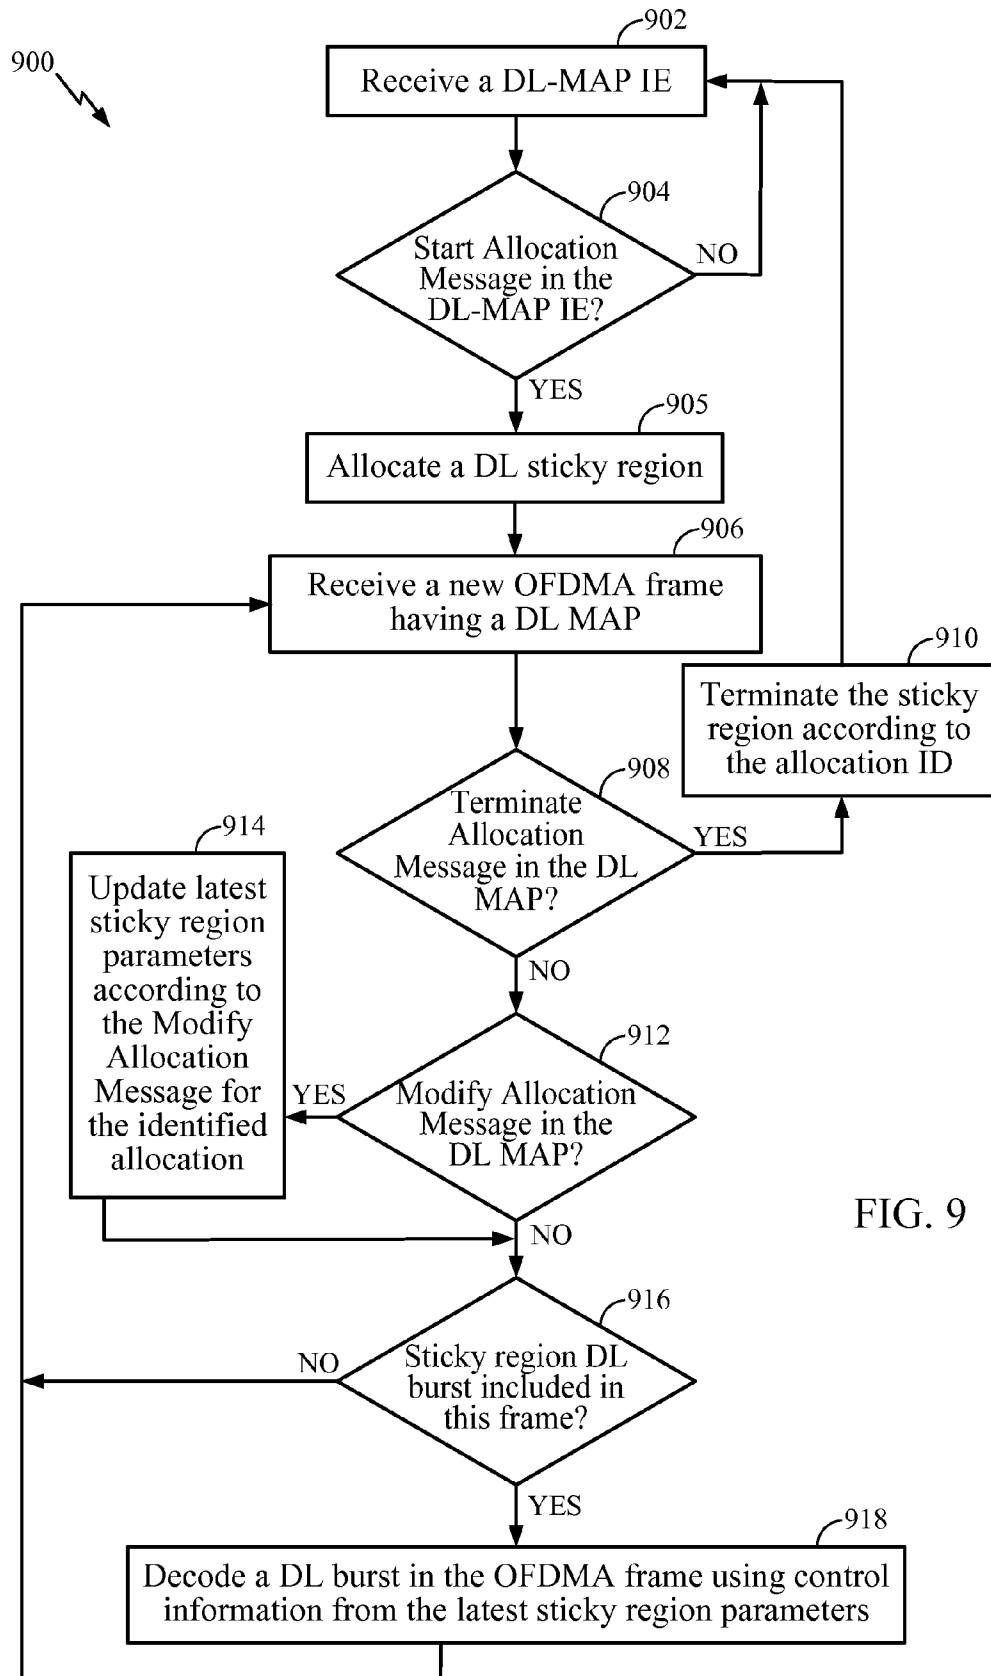 902
900
Receive a DL-MAP IE
904
Start Allocation
Message in the
DL-MAP IE?
NO
YES
905
Allocate a DL sticky region
906
Receive a new OFDMA frame
having a DL MAP
910
Terminate the sticky
region according to
the allocation ID
908
Terminate
Allocation
Message in the DL
MAP?
YES
NO
914
Update latest
sticky region
parameters
according to
the Modify
Allocation
Message for
the identified
allocation
912
Modify Allocation
Message in the
DL MAP?
YES
NO
FIG. 9
916
Sticky region DL
burst included in
this frame?
NO
YES
918
Decode a DL burst in the OFDMA frame using control
information from the latest sticky region parameters